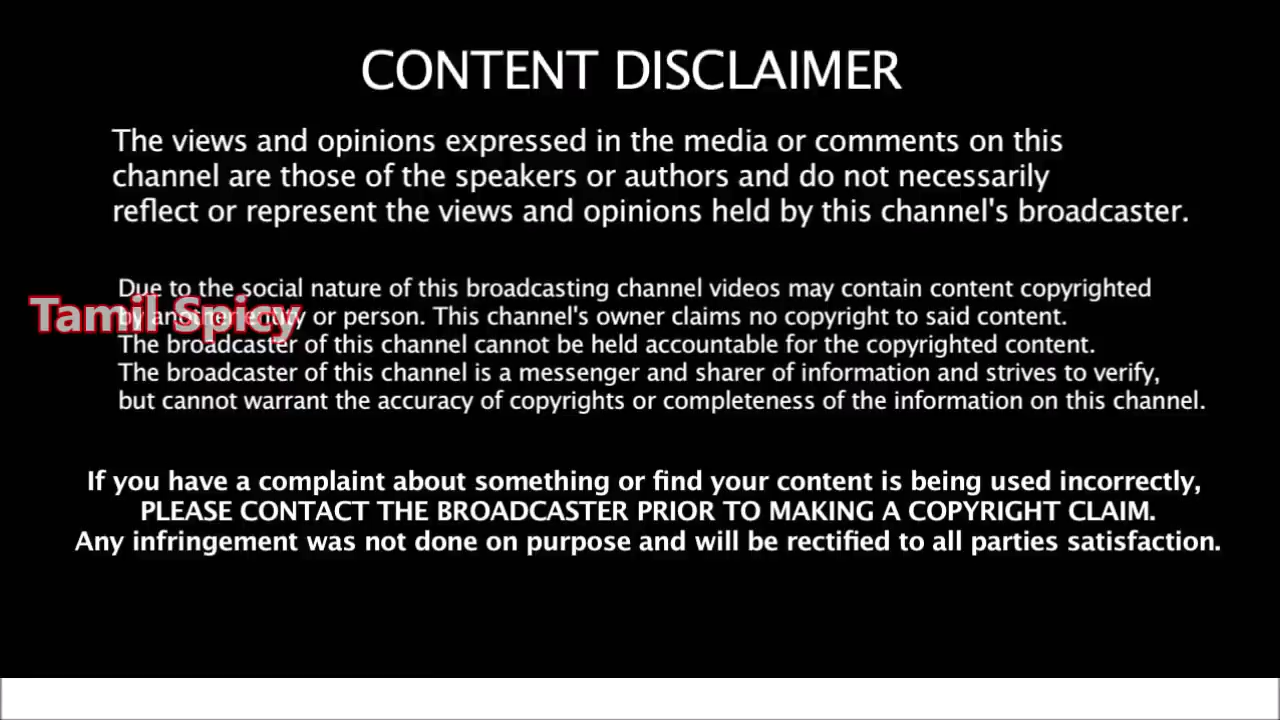 CONTENT DISCLAIMER
The views and opinions expressed in the media or comments on this
channel are those of the speakers or authors and do not necessarily
reflect or represent the views and opinions held by this channel's broadcaster.
Due to the social nature of this broadcasting channel videos may contain content copyrighted
Tamil Spicy
by another entity or person. This channel's owner claims no copyright to said content.
The broadcaster of this channel cannot be held accountable for the copyrighted content.
The broadcaster of this channel is a messenger and sharer of information and strives to verify,
but cannot warrant the accuracy of copyrights or completeness of the information on this channel.
If you have a complaint about something or find your content is being used incorrectly,
PLEASE CONTACT THE BROADCASTER PRIOR TO MAKING A COPYRIGHT CLAIM.
Any infringement was not done on purpose and will be rectified to all parties satisfaction.